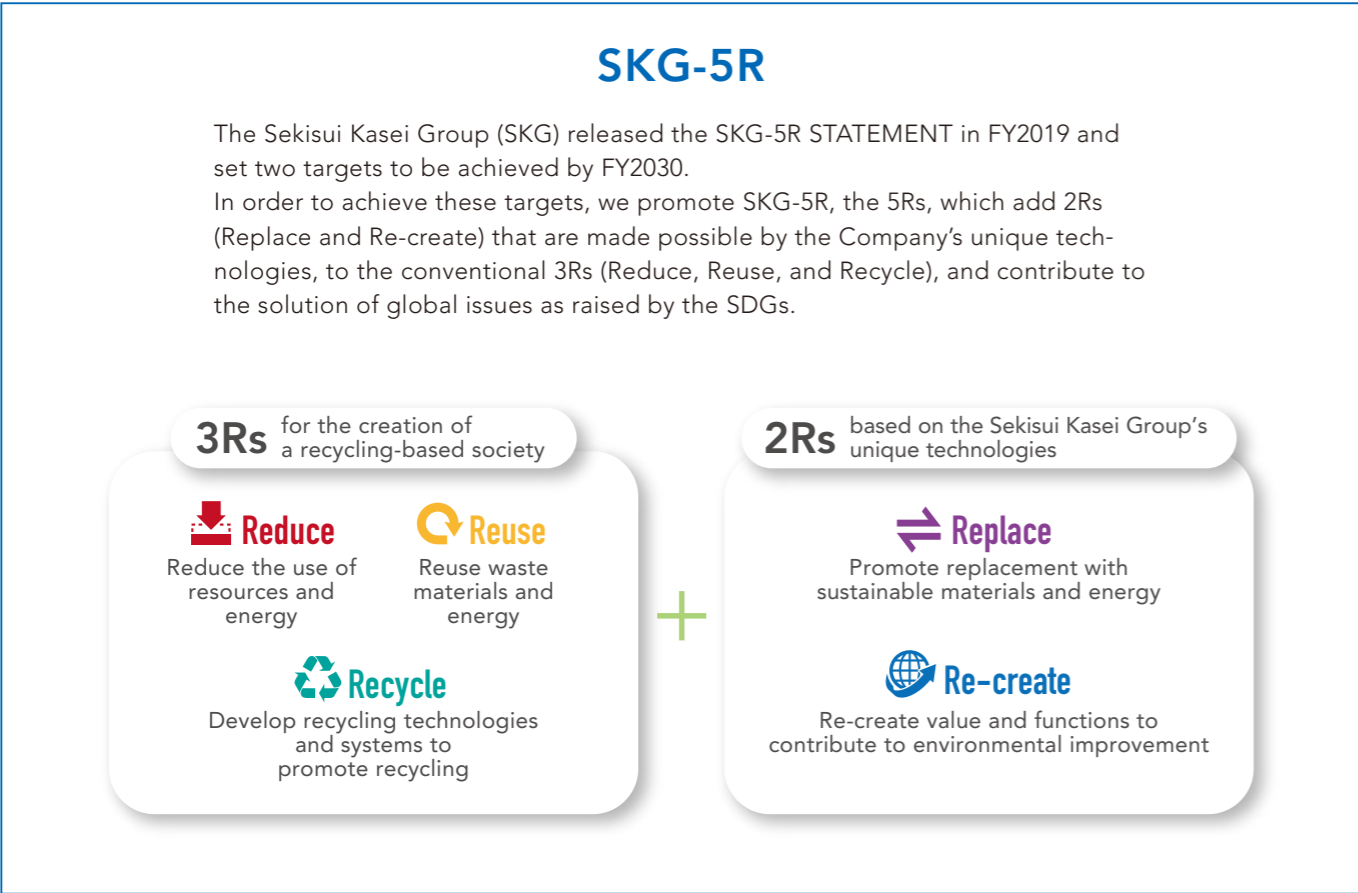 SKG-5R
The Sekisui Kasei Group (SKG) released the SKG-5R STATEMENT in FY2019 and
set two targets to be achieved by FY2030.
In order to achieve these targets, we promote SKG-5R, the 5Rs, which add 2Rs
(Replace and Re-create) that are made possible by the Company's unique tech-
nologies, to the conventional 3Rs (Reduce, Reuse, and Recycle), and contribute to
the solution of global issues as raised by the SDGs.
3Rs for the creation of
a recycling-based society
Reduce
Reduce the use of
resources and
energy
Reuse
Reuse waste
materials and
energy
Recycle
Develop recycling technologies
and systems to
promote recycling
+
2Rs based on the Sekisui Kasei Group's
unique technologies
Replace
Promote replacement with
sustainable materials and energy
Re-create
Re-create value and functions to
contribute to environmental improvement